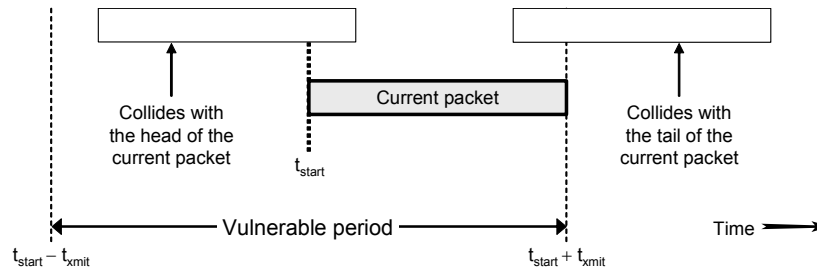 Current packet
Collides with
the head of the
current packet
Collides with
the tail of the
current packet
t_start
Vulnerable period
Time
t_start – t_xmit
t_start + t_xmit